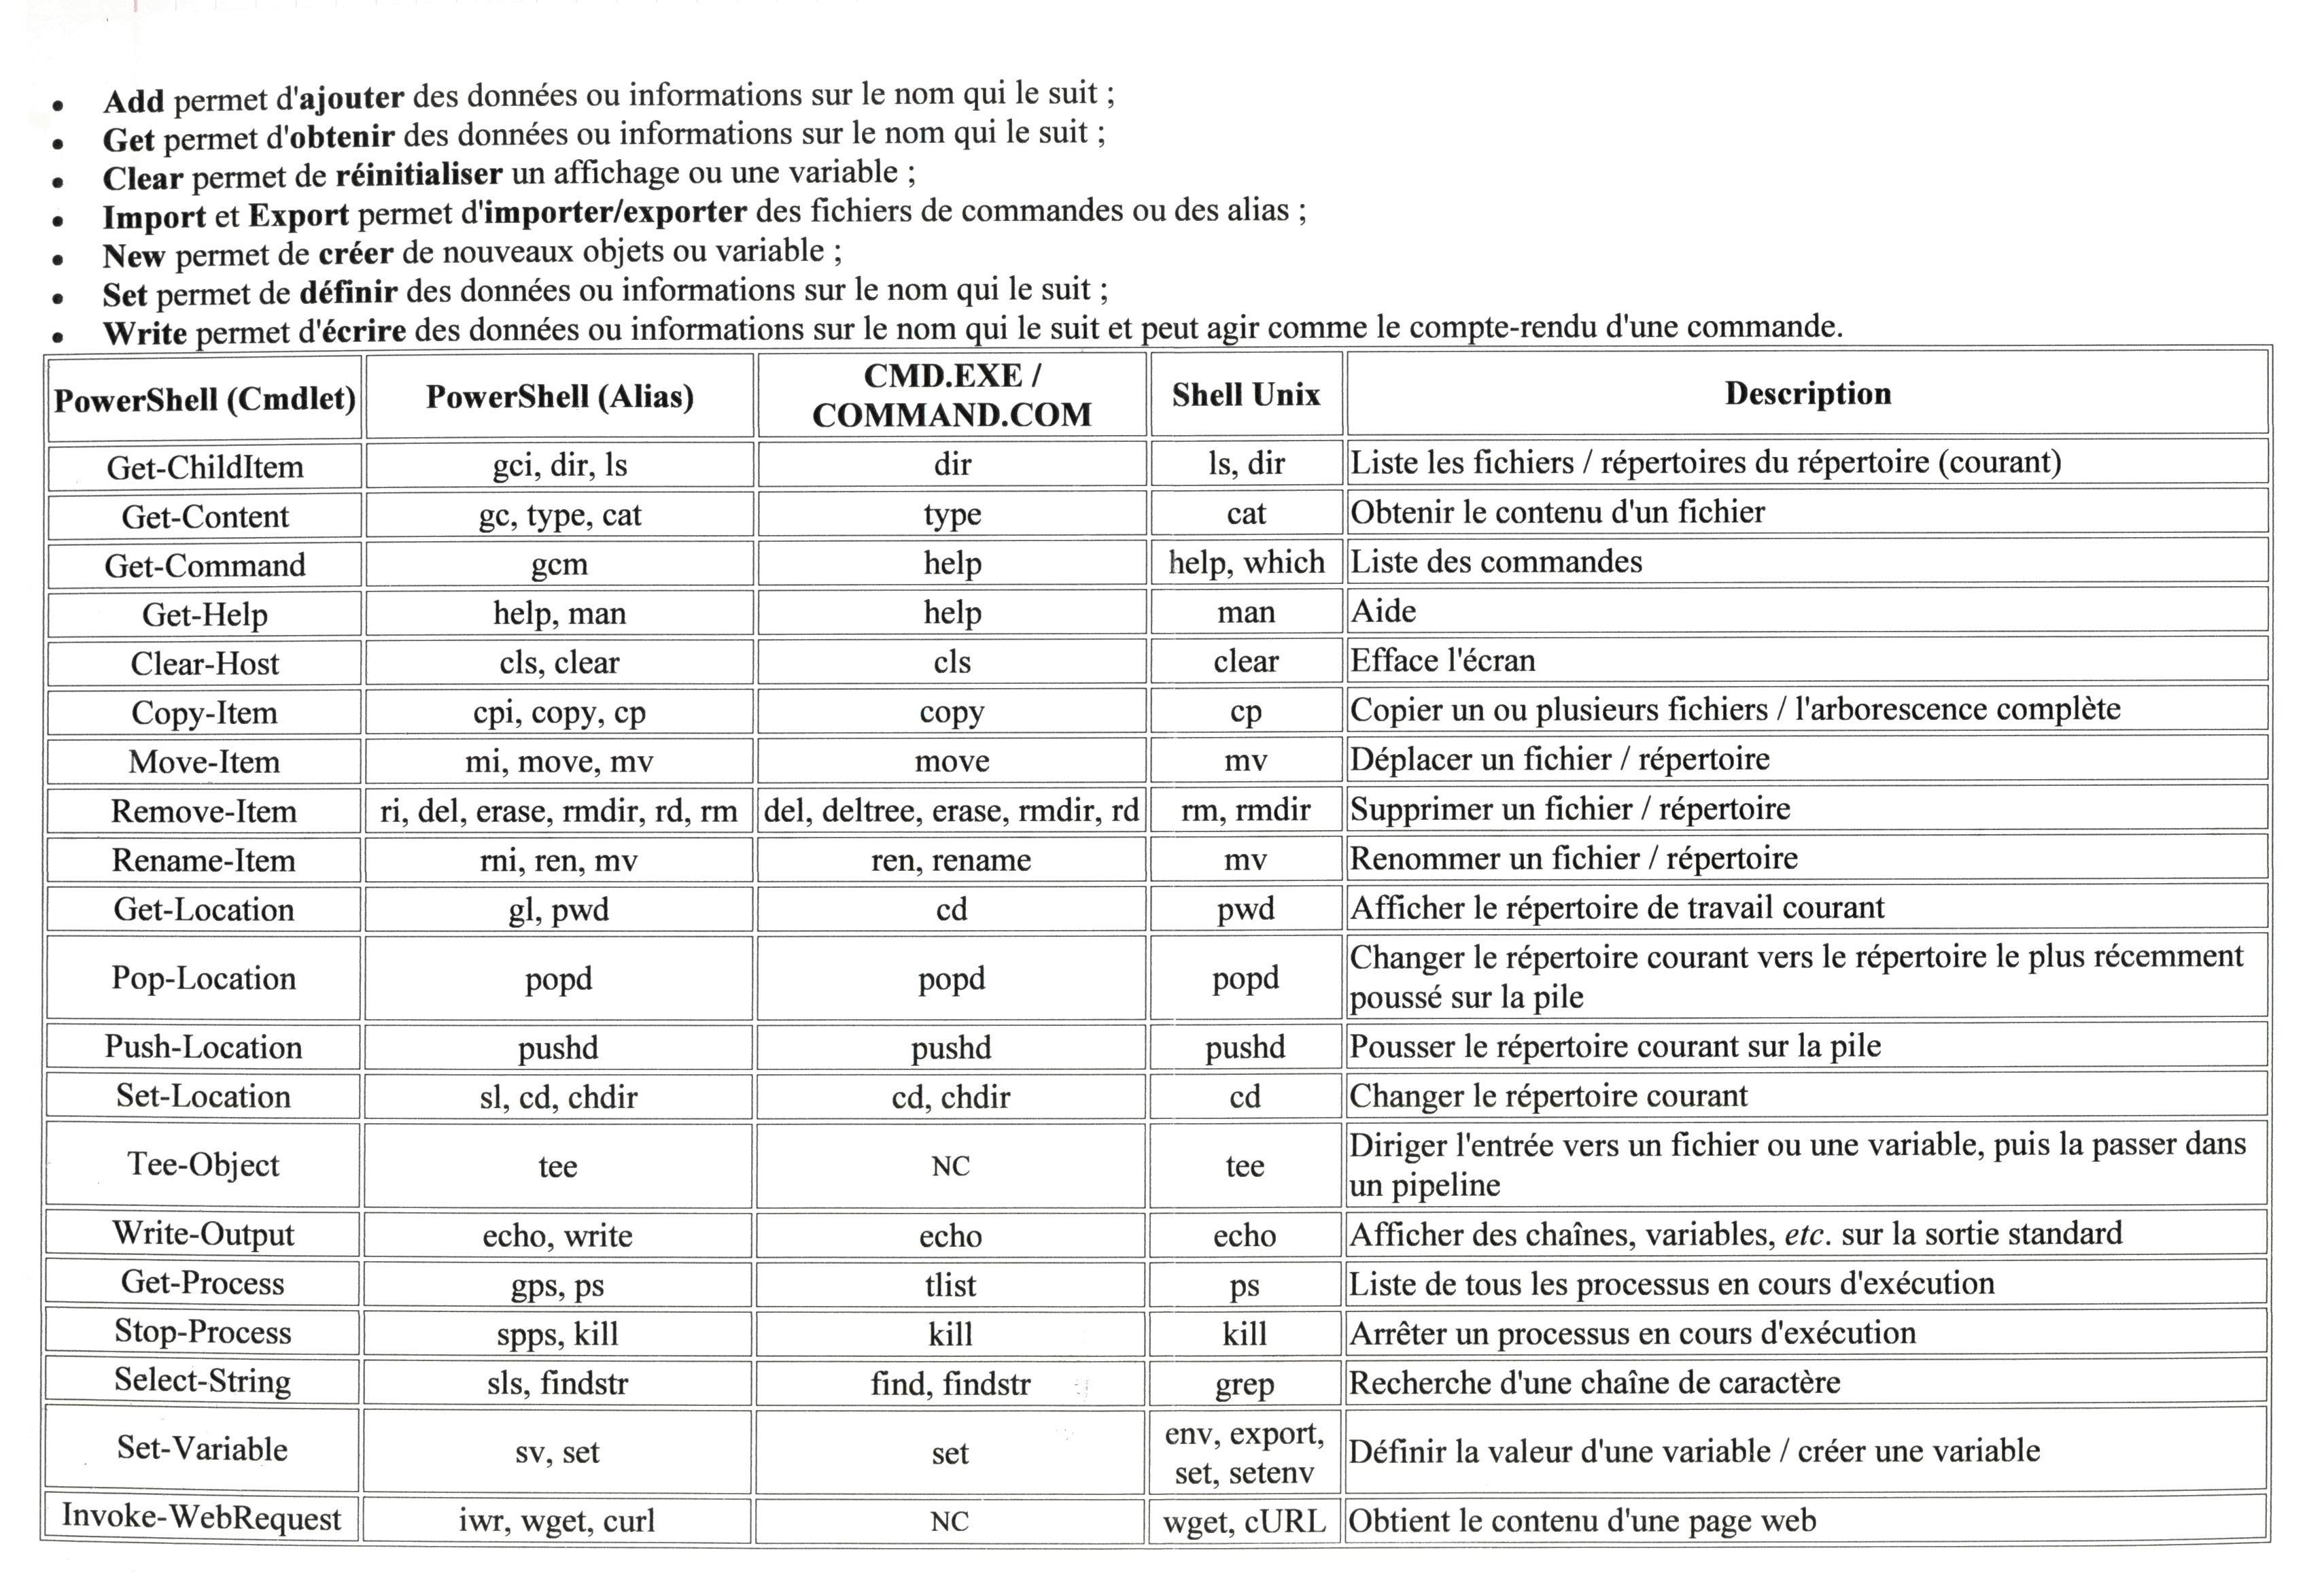 • Add permet d'ajouter des données ou informations sur le nom qui le suit ;
• Get permet d'obtenir des données ou informations sur le nom qui le suit ;
• Clear permet de réinitialiser un affichage ou une variable ;
• Import et Export permet d'importer/exporter des fichiers de commandes ou des alias ;
• New permet de créer de nouveaux objets ou variable ;
• Set permet de définir des données ou informations sur le nom qui le suit ;
• Write permet d'écrire des données ou informations sur le nom qui le suit et peut agir comme le compte-rendu d'une commande.
PowerShell (Cmdlet) PowerShell (Alias) CMD.EXE / COMMAND.COM Shell Unix Description
Get-ChildItem gci, dir, ls dir ls, dir Liste les fichiers / répertoires du répertoire (courant)
Get-Content gc, type, cat type cat Obtenir le contenu d'un fichier
Get-Command gcm help help, which Liste des commandes
Get-Help help, man help man Aide
Clear-Host cls, clear cls clear Efface l'écran
Copy-Item cpi, copy, cp copy cp Copier un ou plusieurs fichiers / l'arborescence complète
Move-Item mi, move, mv move mv Déplacer un fichier / répertoire
Remove-Item ri, del, erase, rmdir, rd, rm del, deltree, erase, rmdir, rd rm, rmdir Supprimer un fichier / répertoire
Rename-Item rni, ren, mv ren, rename mv Renommer un fichier / répertoire
Get-Location gl, pwd cd pwd Afficher le répertoire de travail courant
Pop-Location popd popd popd Changer le répertoire courant vers le répertoire le plus récemment
poussé sur la pile
Push-Location pushd pushd pushd Pousser le répertoire courant sur la pile
Set-Location sl, cd, chdir cd, chdir cd Changer le répertoire courant
Tee-Object tee NC tee Diriger l'entrée vers un fichier ou une variable, puis la passer dans
un pipeline
Write-Output echo, write echo echo Afficher des chaînes, variables, etc. sur la sortie standard
Get-Process gps, ps tlist ps Liste de tous les processus en cours d'exécution
Stop-Process spps, kill kill kill Arrêter un processus en cours d'exécution
Select-String sls, findstr find, findstr grep Recherche d'une chaîne de caractère
Set-Variable sv, set set env, export, set, setenv Définir la valeur d'une variable / créer une variable
Invoke-WebRequest iwr, wget, curl NC wget, cURL Obtient le contenu d'une page web